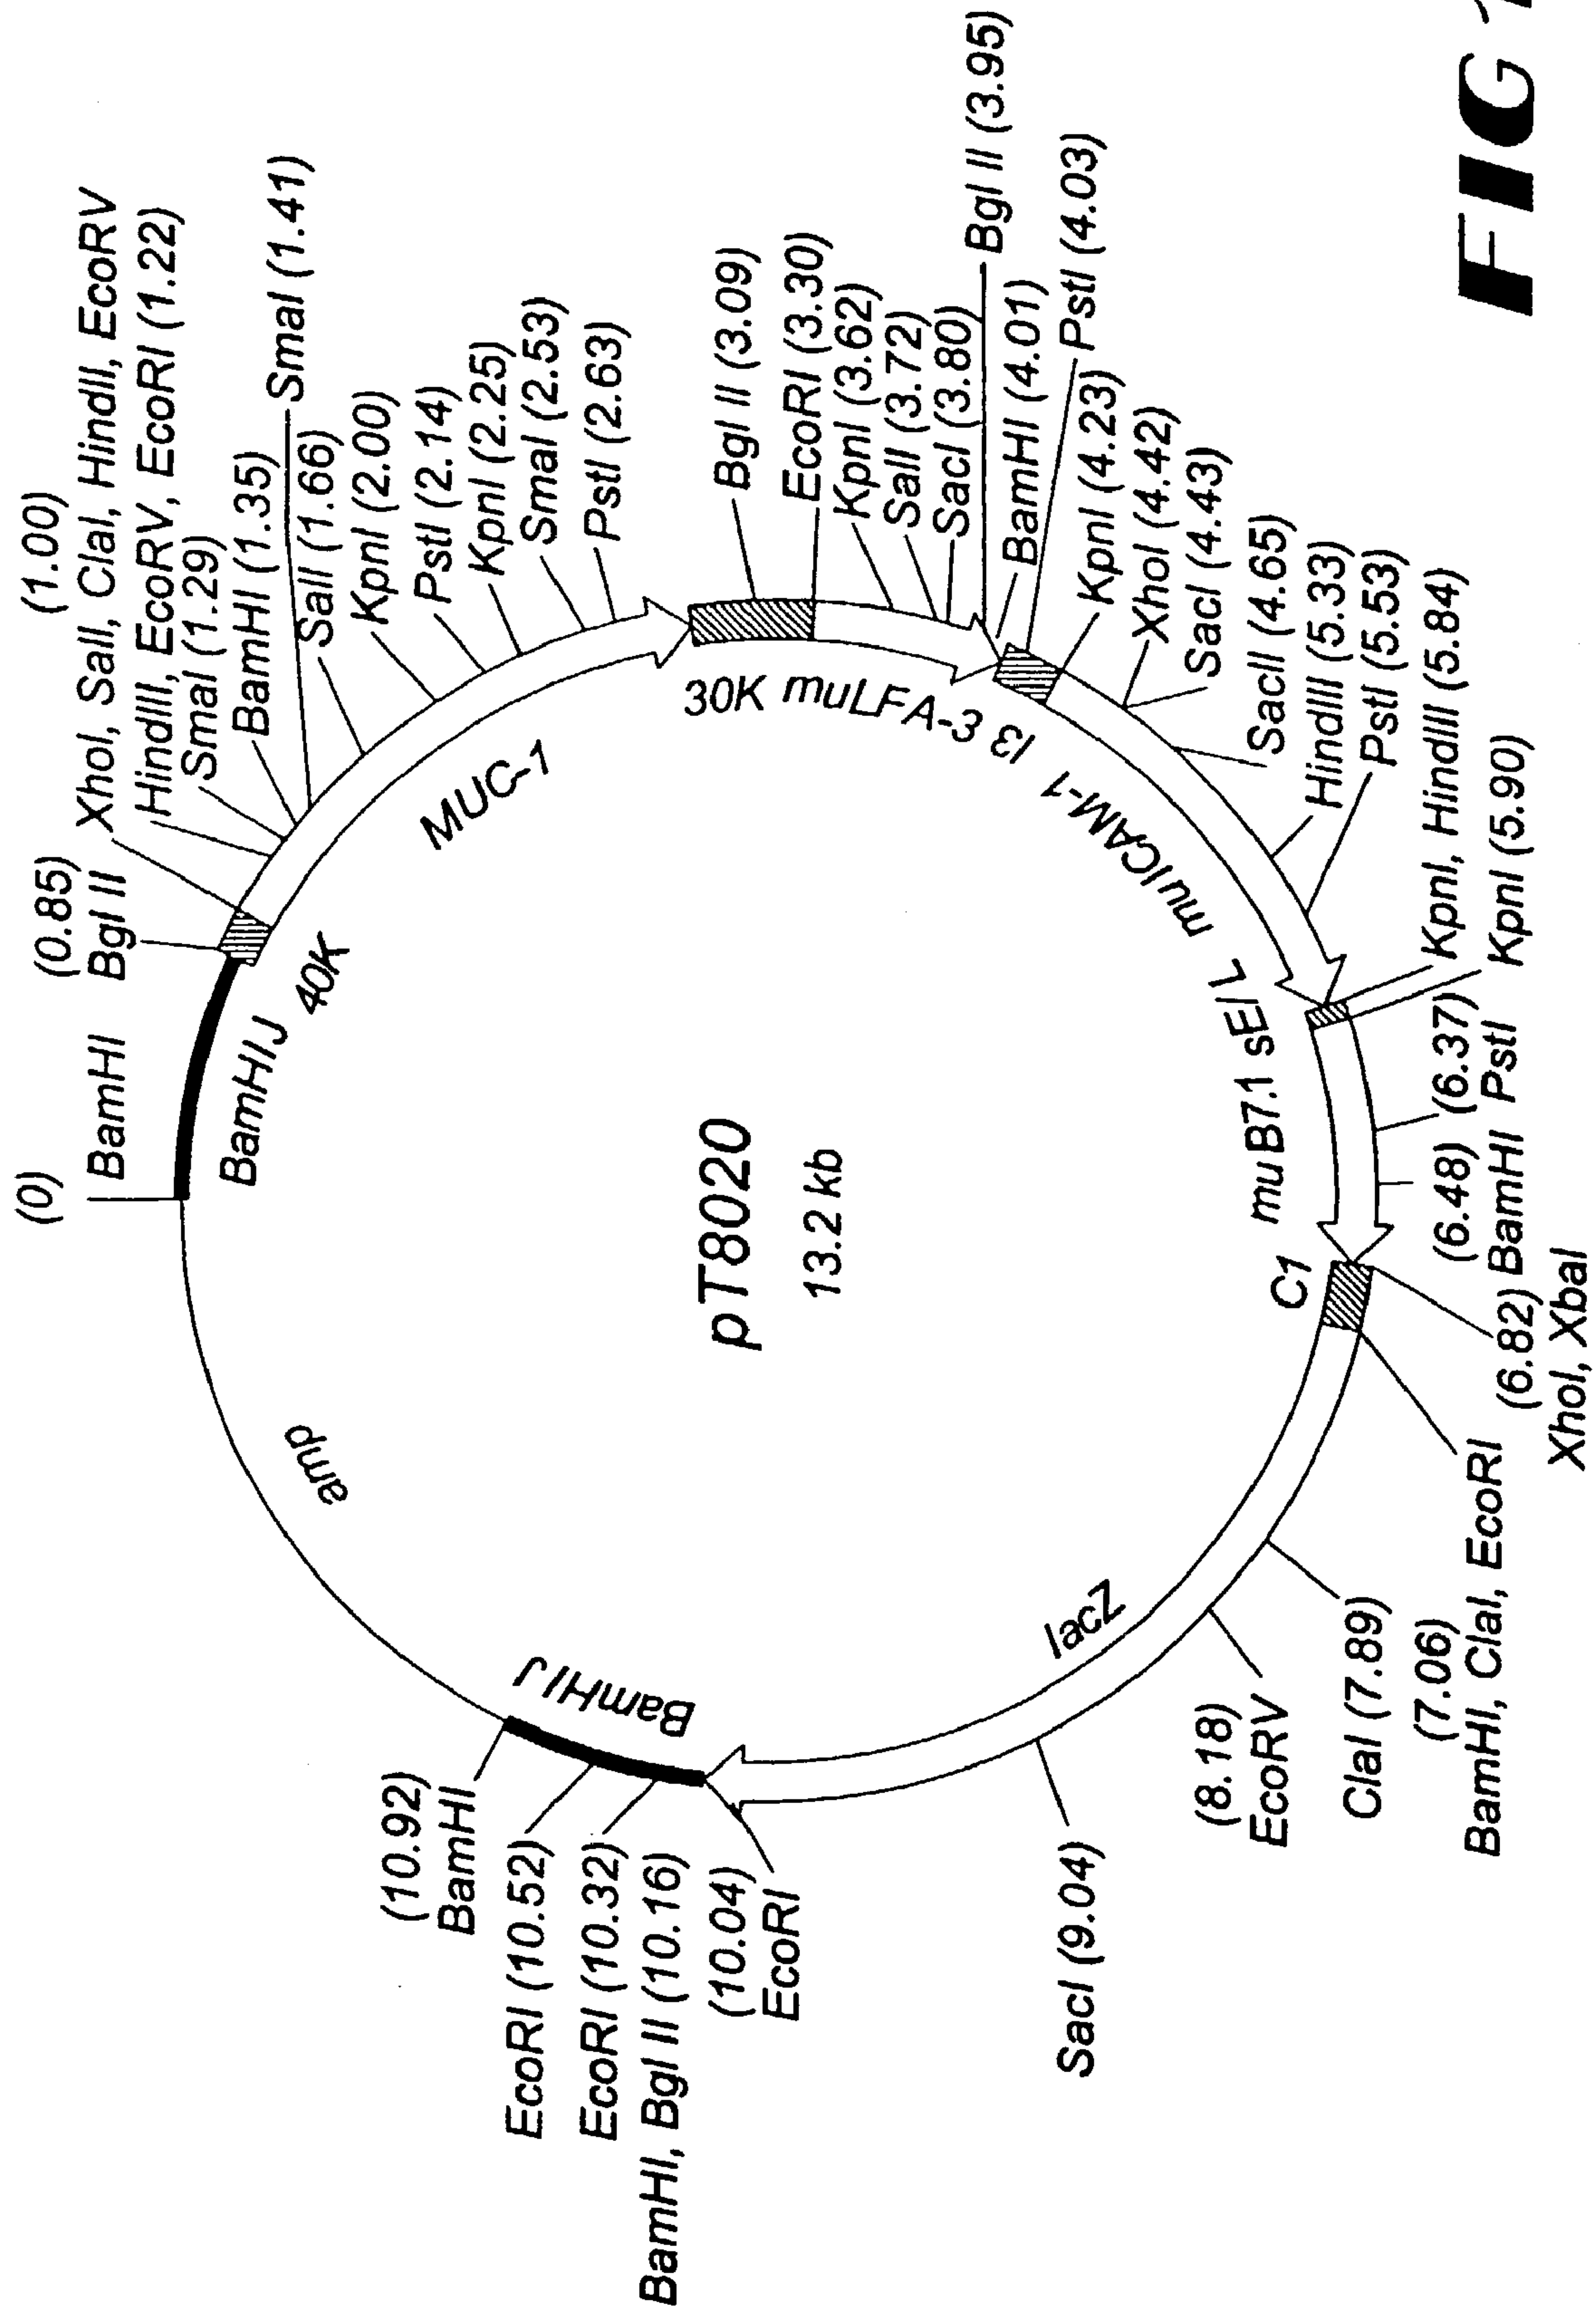 (0)
BamHI
(0.85)
Bgl II
(1.00)
XhoI, SalI, ClaI, HindIII, EcoRV
HindIII, EcoRV, EcoRI (1.22)
SmaI (1.29)
BamHI (1.35)
SmaI (1.41)
SalI (1.66)
KpnI (2.00)
PstI (2.14)
KpnI (2.25)
SmaI (2.53)
PstI (2.63)
Bgl II (3.09)
EcoRI (3.30)
KpnI (3.62)
SalI (3.72)
SacI (3.80)
Bgl II (3.95)
BamHI (4.01)
PstI (4.03)
KpnI (4.23)
XhoI (4.42)
SacI (4.43)
SacII (4.65)
HindIII (5.33)
PstI (5.53)
KpnI, HindIII (5.84)
KpnI (5.90)
(6.37)
PstI
(6.48)
BamHI
(6.82)
XhoI, XbaI
(7.06)
BamHI, ClaI, EcoRI
ClaI (7.89)
(8.18)
EcoRV
SacI (9.04)
(10.04)
EcoRI
BamHI, Bgl II (10.16)
EcoRI (10.32)
EcoRI (10.52)
(10.92)
BamHI
BamHIJ
40K
MUC-1
30K
muLFA-3
I3
muICAM-1
sE/L
muB7.1
C1
lacZ
BamHIJ
amp
pT8020
13.2 kb
FIG